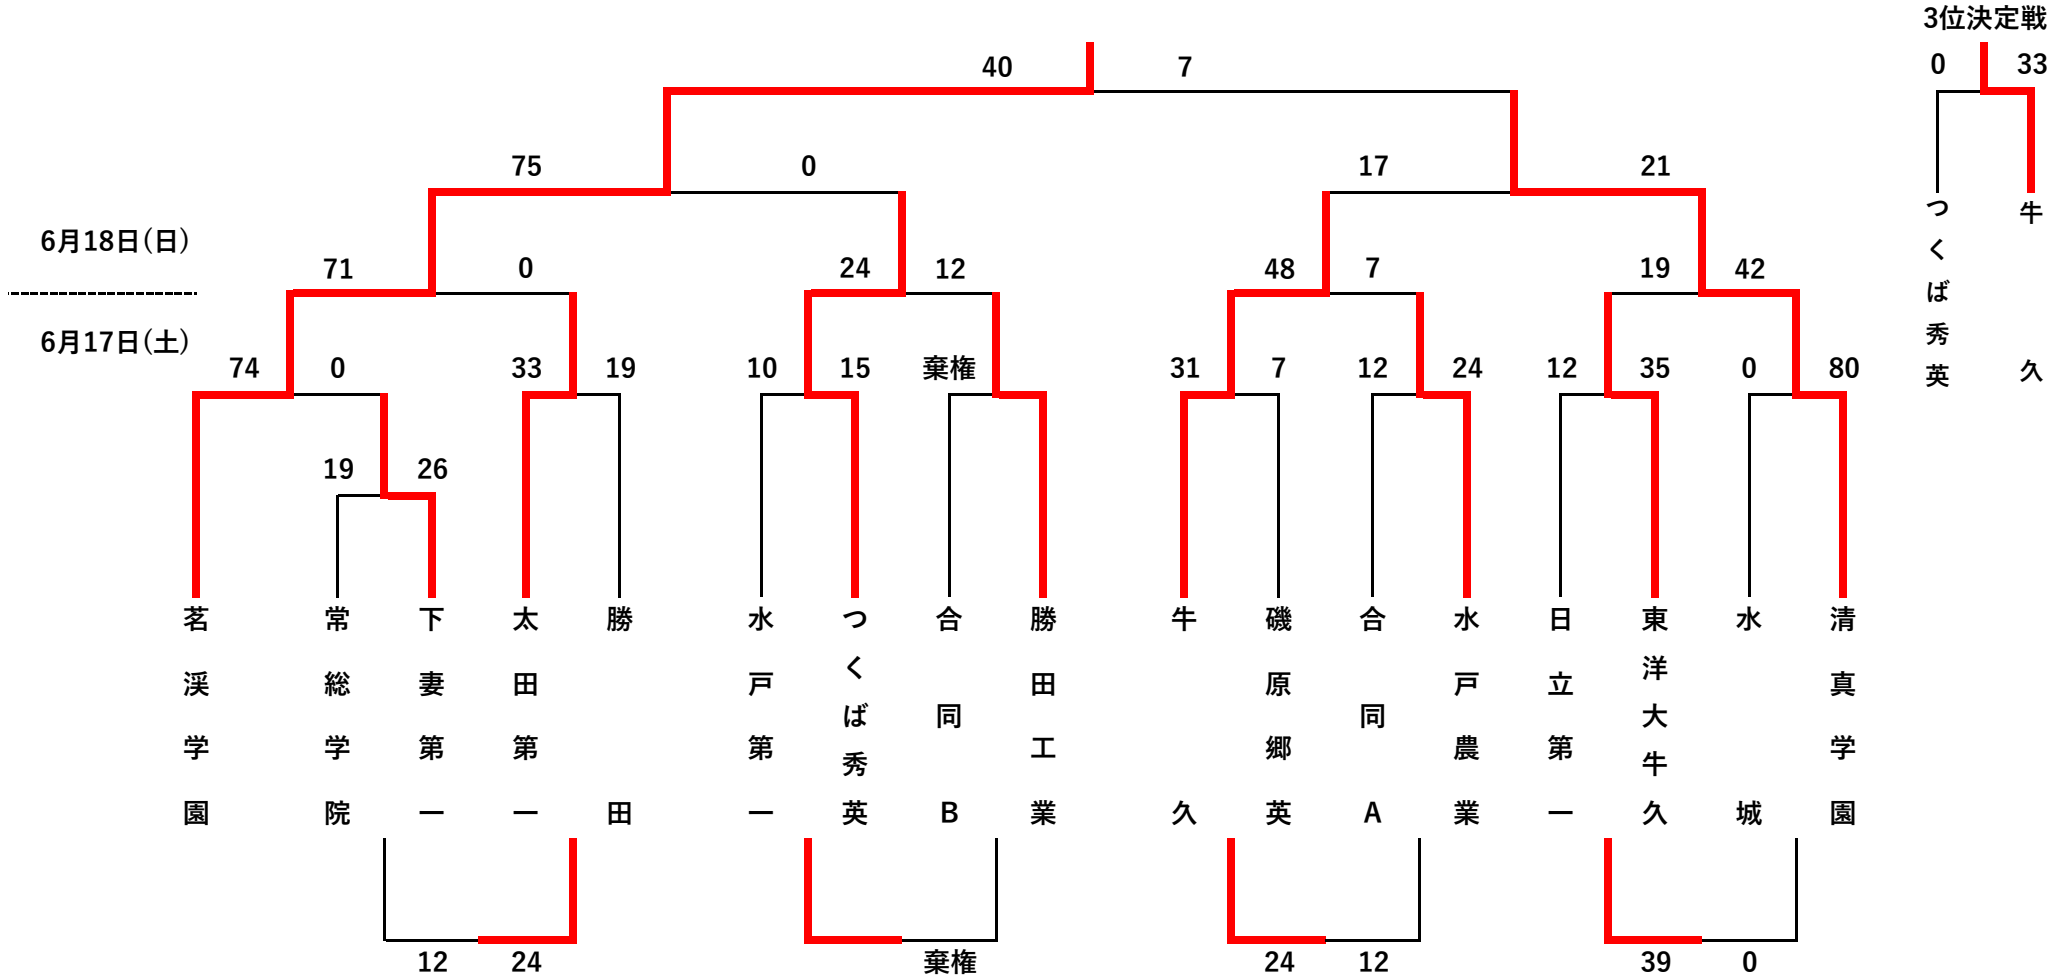 3位決定戦
40 7
0 33
75 0
17 21
つくば秀英
牛久
6月18日(日)
71 0
24 12
48 7
19 42
6月17日(土)
74 0
33 19
10 15
棄権
31 7
12 24
12 35
0 80
19 26
茗渓学園
常総学院
下妻第一
太田第一
勝田
水戸第一
つくば秀英
合同B
勝田工業
牛久
磯原郷英
合同A
水戸農業
日立第一
東洋大牛久
水城
清真学園
12 24
棄権
24 12
39 0